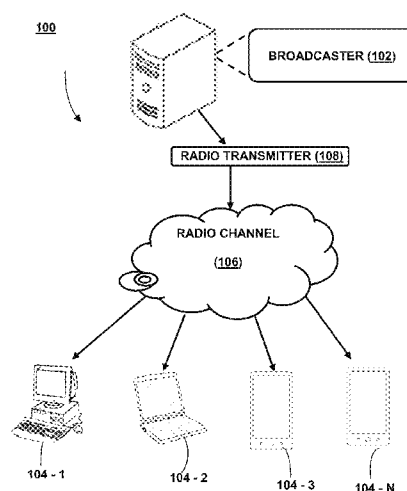 100
BROADCASTER (102)
RADIO TRANSMITTER (108)
RADIO CHANNEL
(106)
104 - 1
104 - 2
104 - 3
104 - N